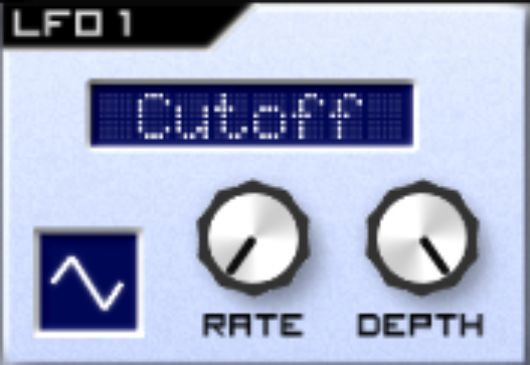 LFO 1
Cutoff
RATE DEPTH